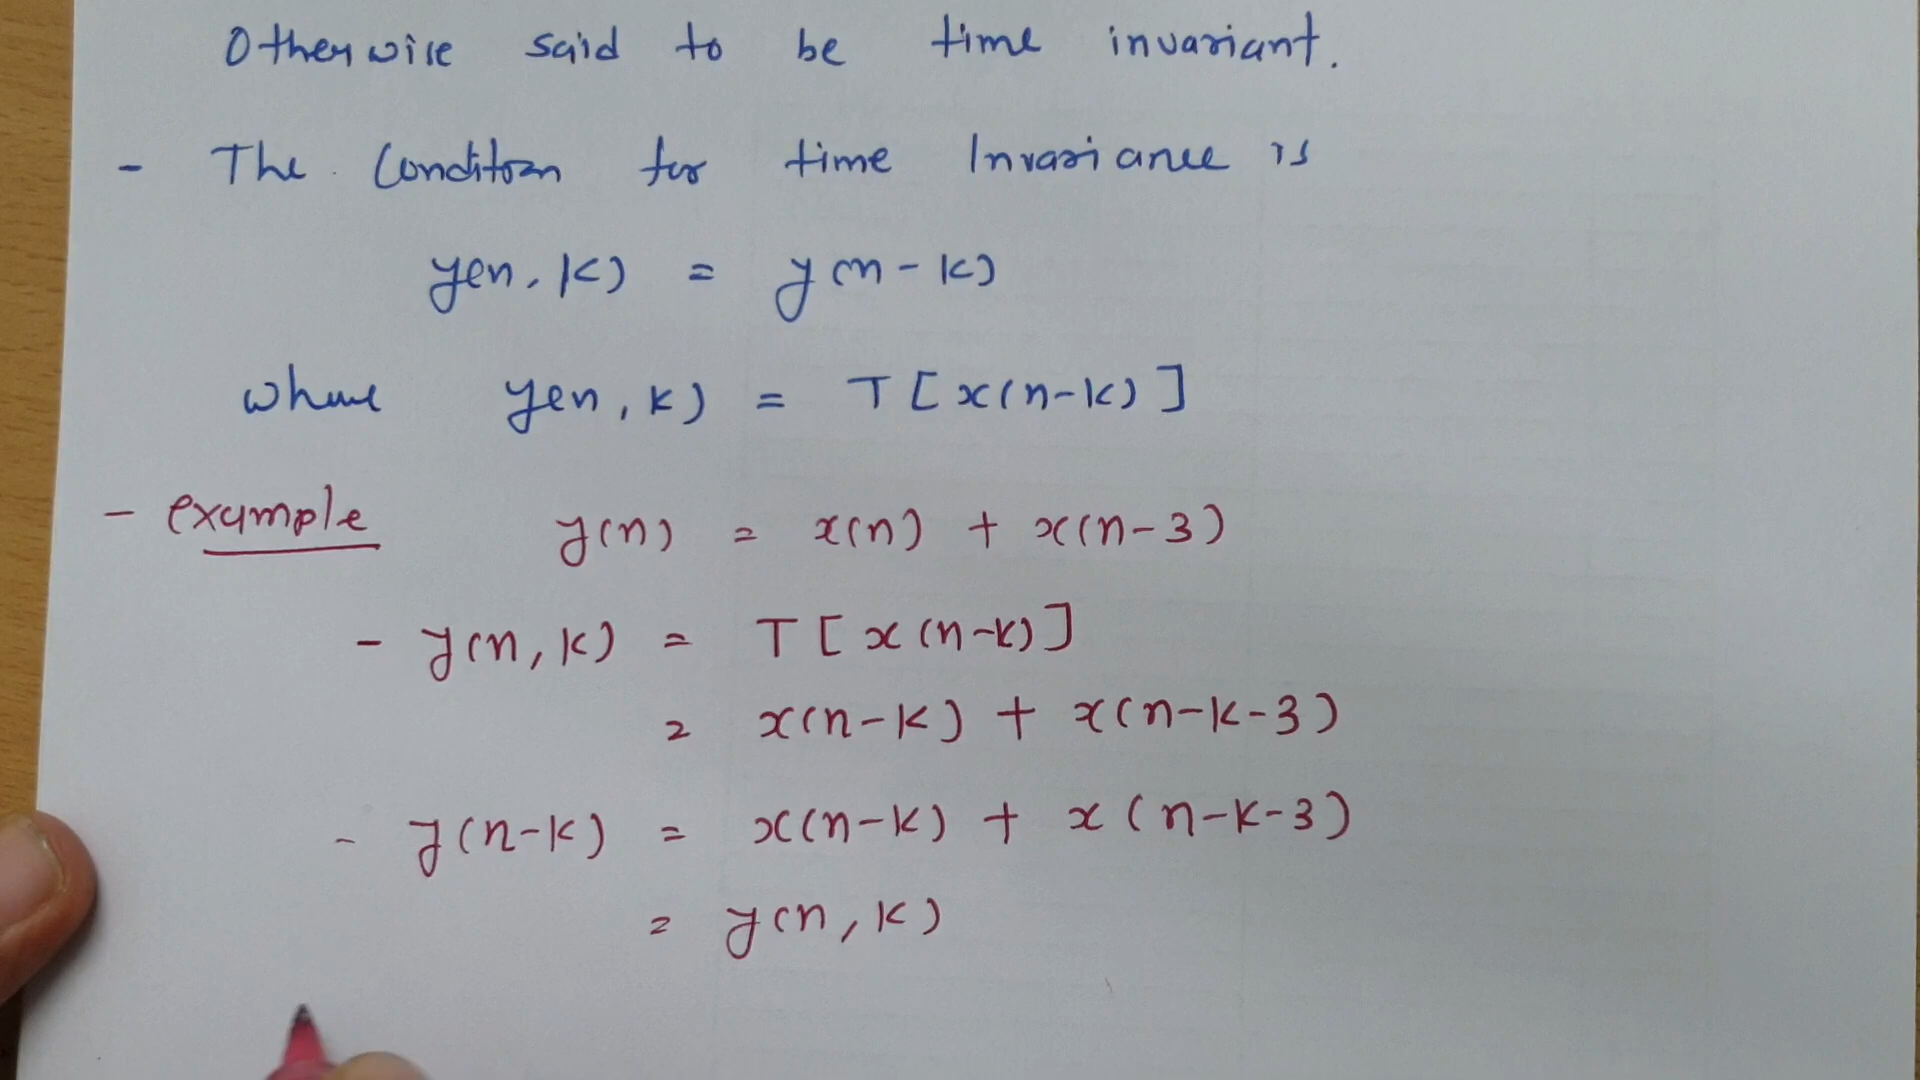 Otherwise said to be time invariant.
- The Condition for time Invariance is
y(n, k) = y(n-k)
where y(n, k) = T[x(n-k)]
- example y(n) = x(n) + x(n-3)
- y(n, k) = T[x(n-k)]
= x(n-k) + x(n-k-3)
- y(n-k) = x(n-k) + x(n-k-3)
= y(n, k)